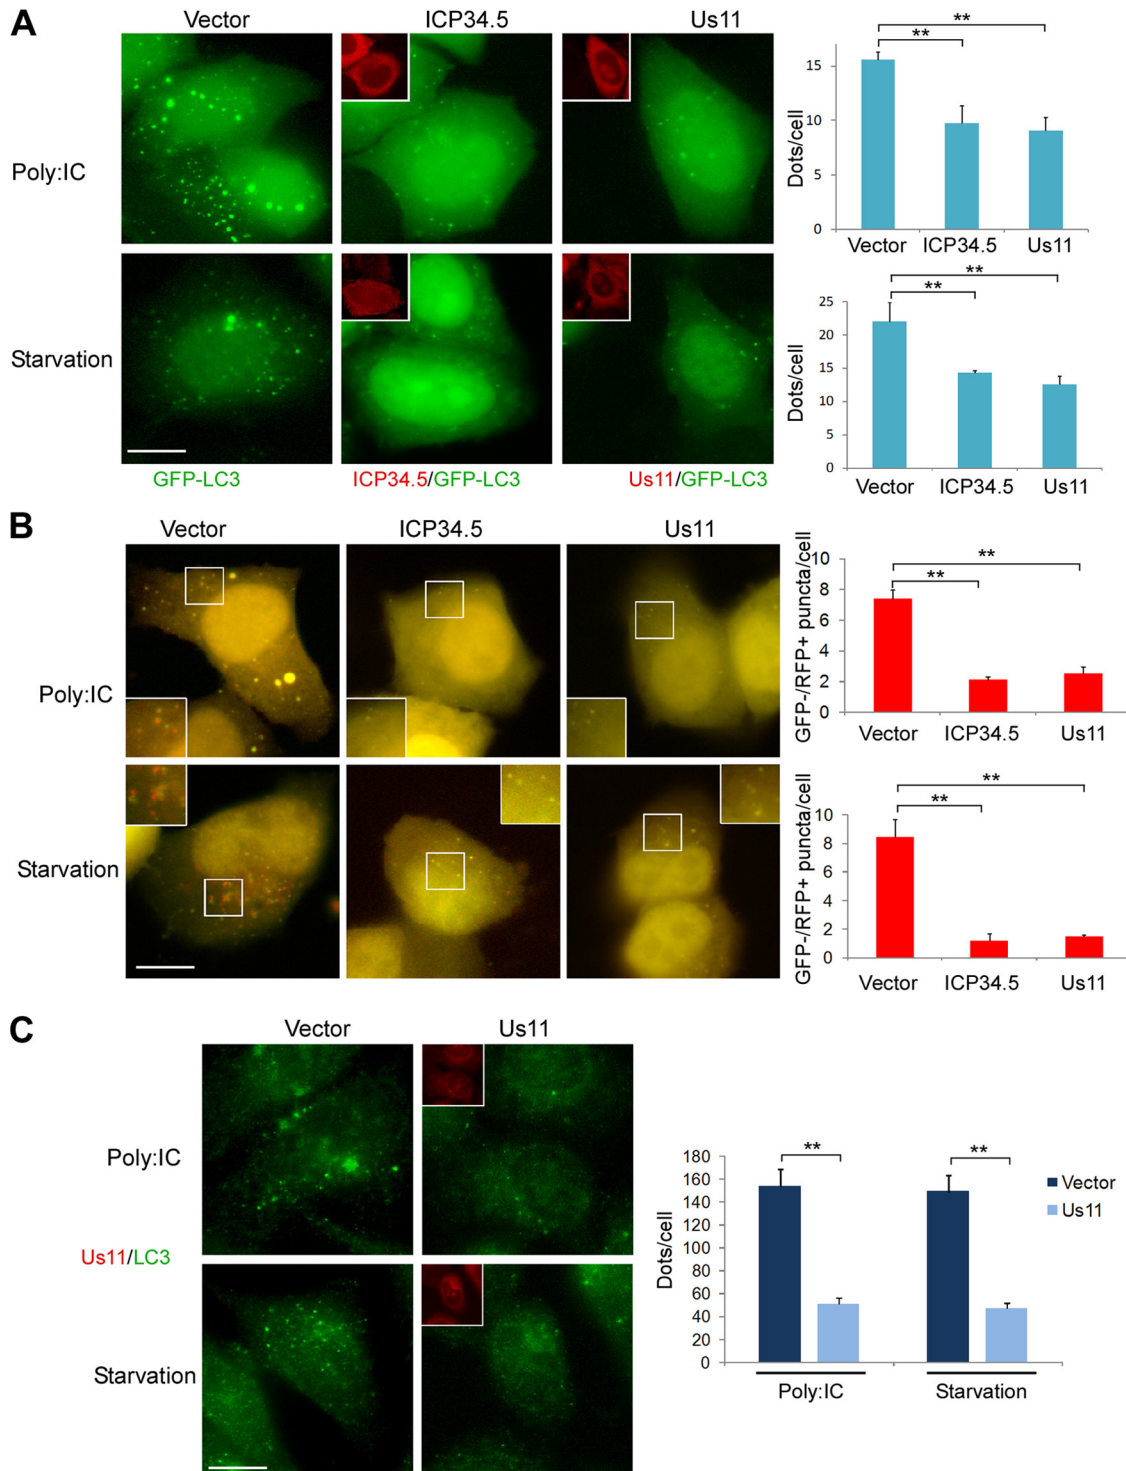 A
Vector ICP34.5 Us11
Poly:IC
Starvation
GFP-LC3 ICP34.5/GFP-LC3 Us11/GFP-LC3
** **
Dots/cell
15
10
5
0
Vector ICP34.5 Us11
** **
Dots/cell
25
20
15
10
5
0
Vector ICP34.5 Us11
B
Vector ICP34.5 Us11
Poly:IC
Starvation
** **
GFP-/RFP+ puncta/cell
10
8
6
4
2
0
Vector ICP34.5 Us11
** **
GFP-/RFP+ puncta/cell
10
8
6
4
2
0
Vector ICP34.5 Us11
C
Vector Us11
Poly:IC
Us11/LC3
Starvation
** **
Dots/cell
180
160
140
120
100
80
60
40
20
0
Poly:IC Starvation
Vector
Us11